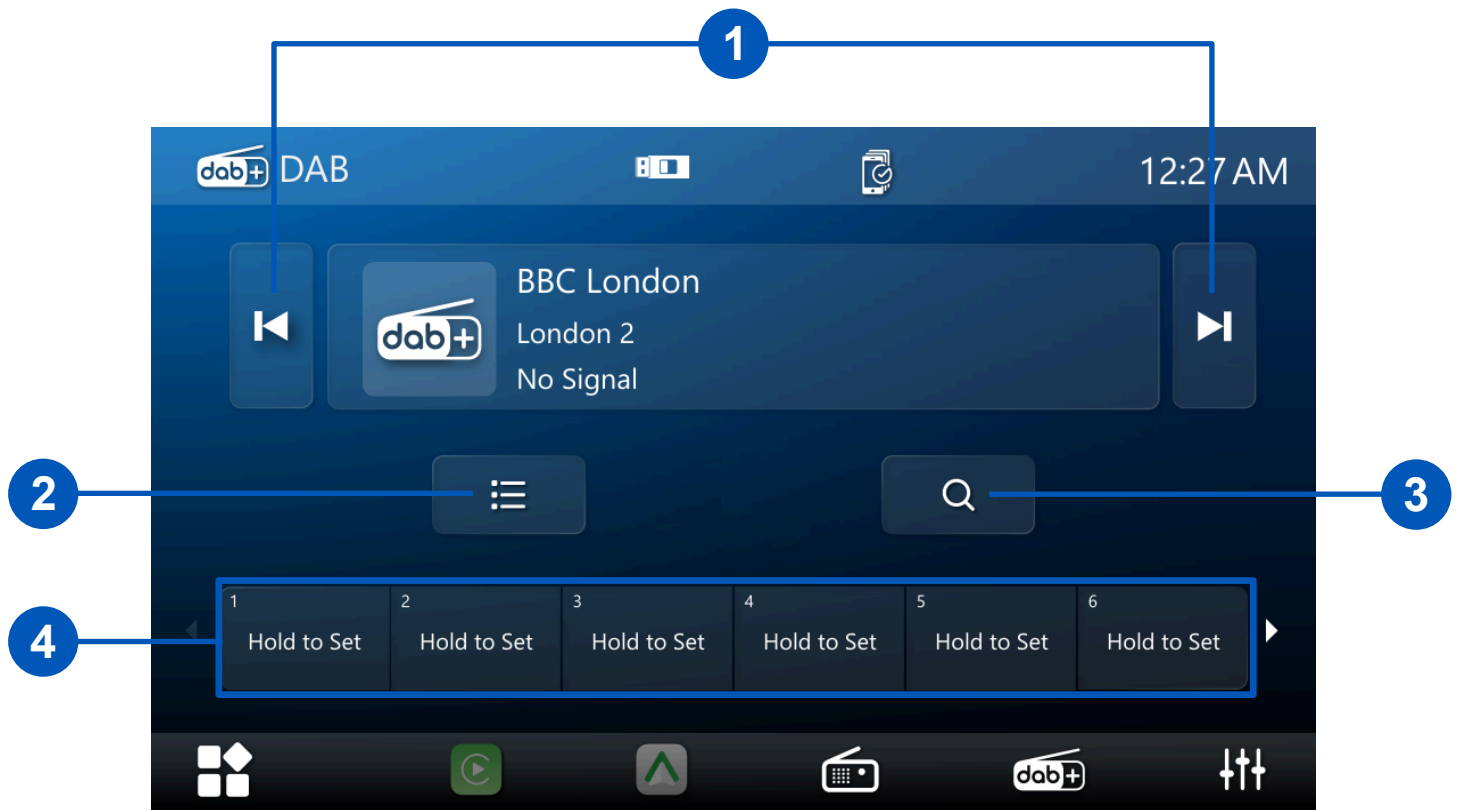 1
dab+ DAB
12:27 AM
BBC London
dab+
London 2
No Signal
2
3
1
2
3
4
5
6
4
Hold to Set
Hold to Set
Hold to Set
Hold to Set
Hold to Set
Hold to Set
dab+